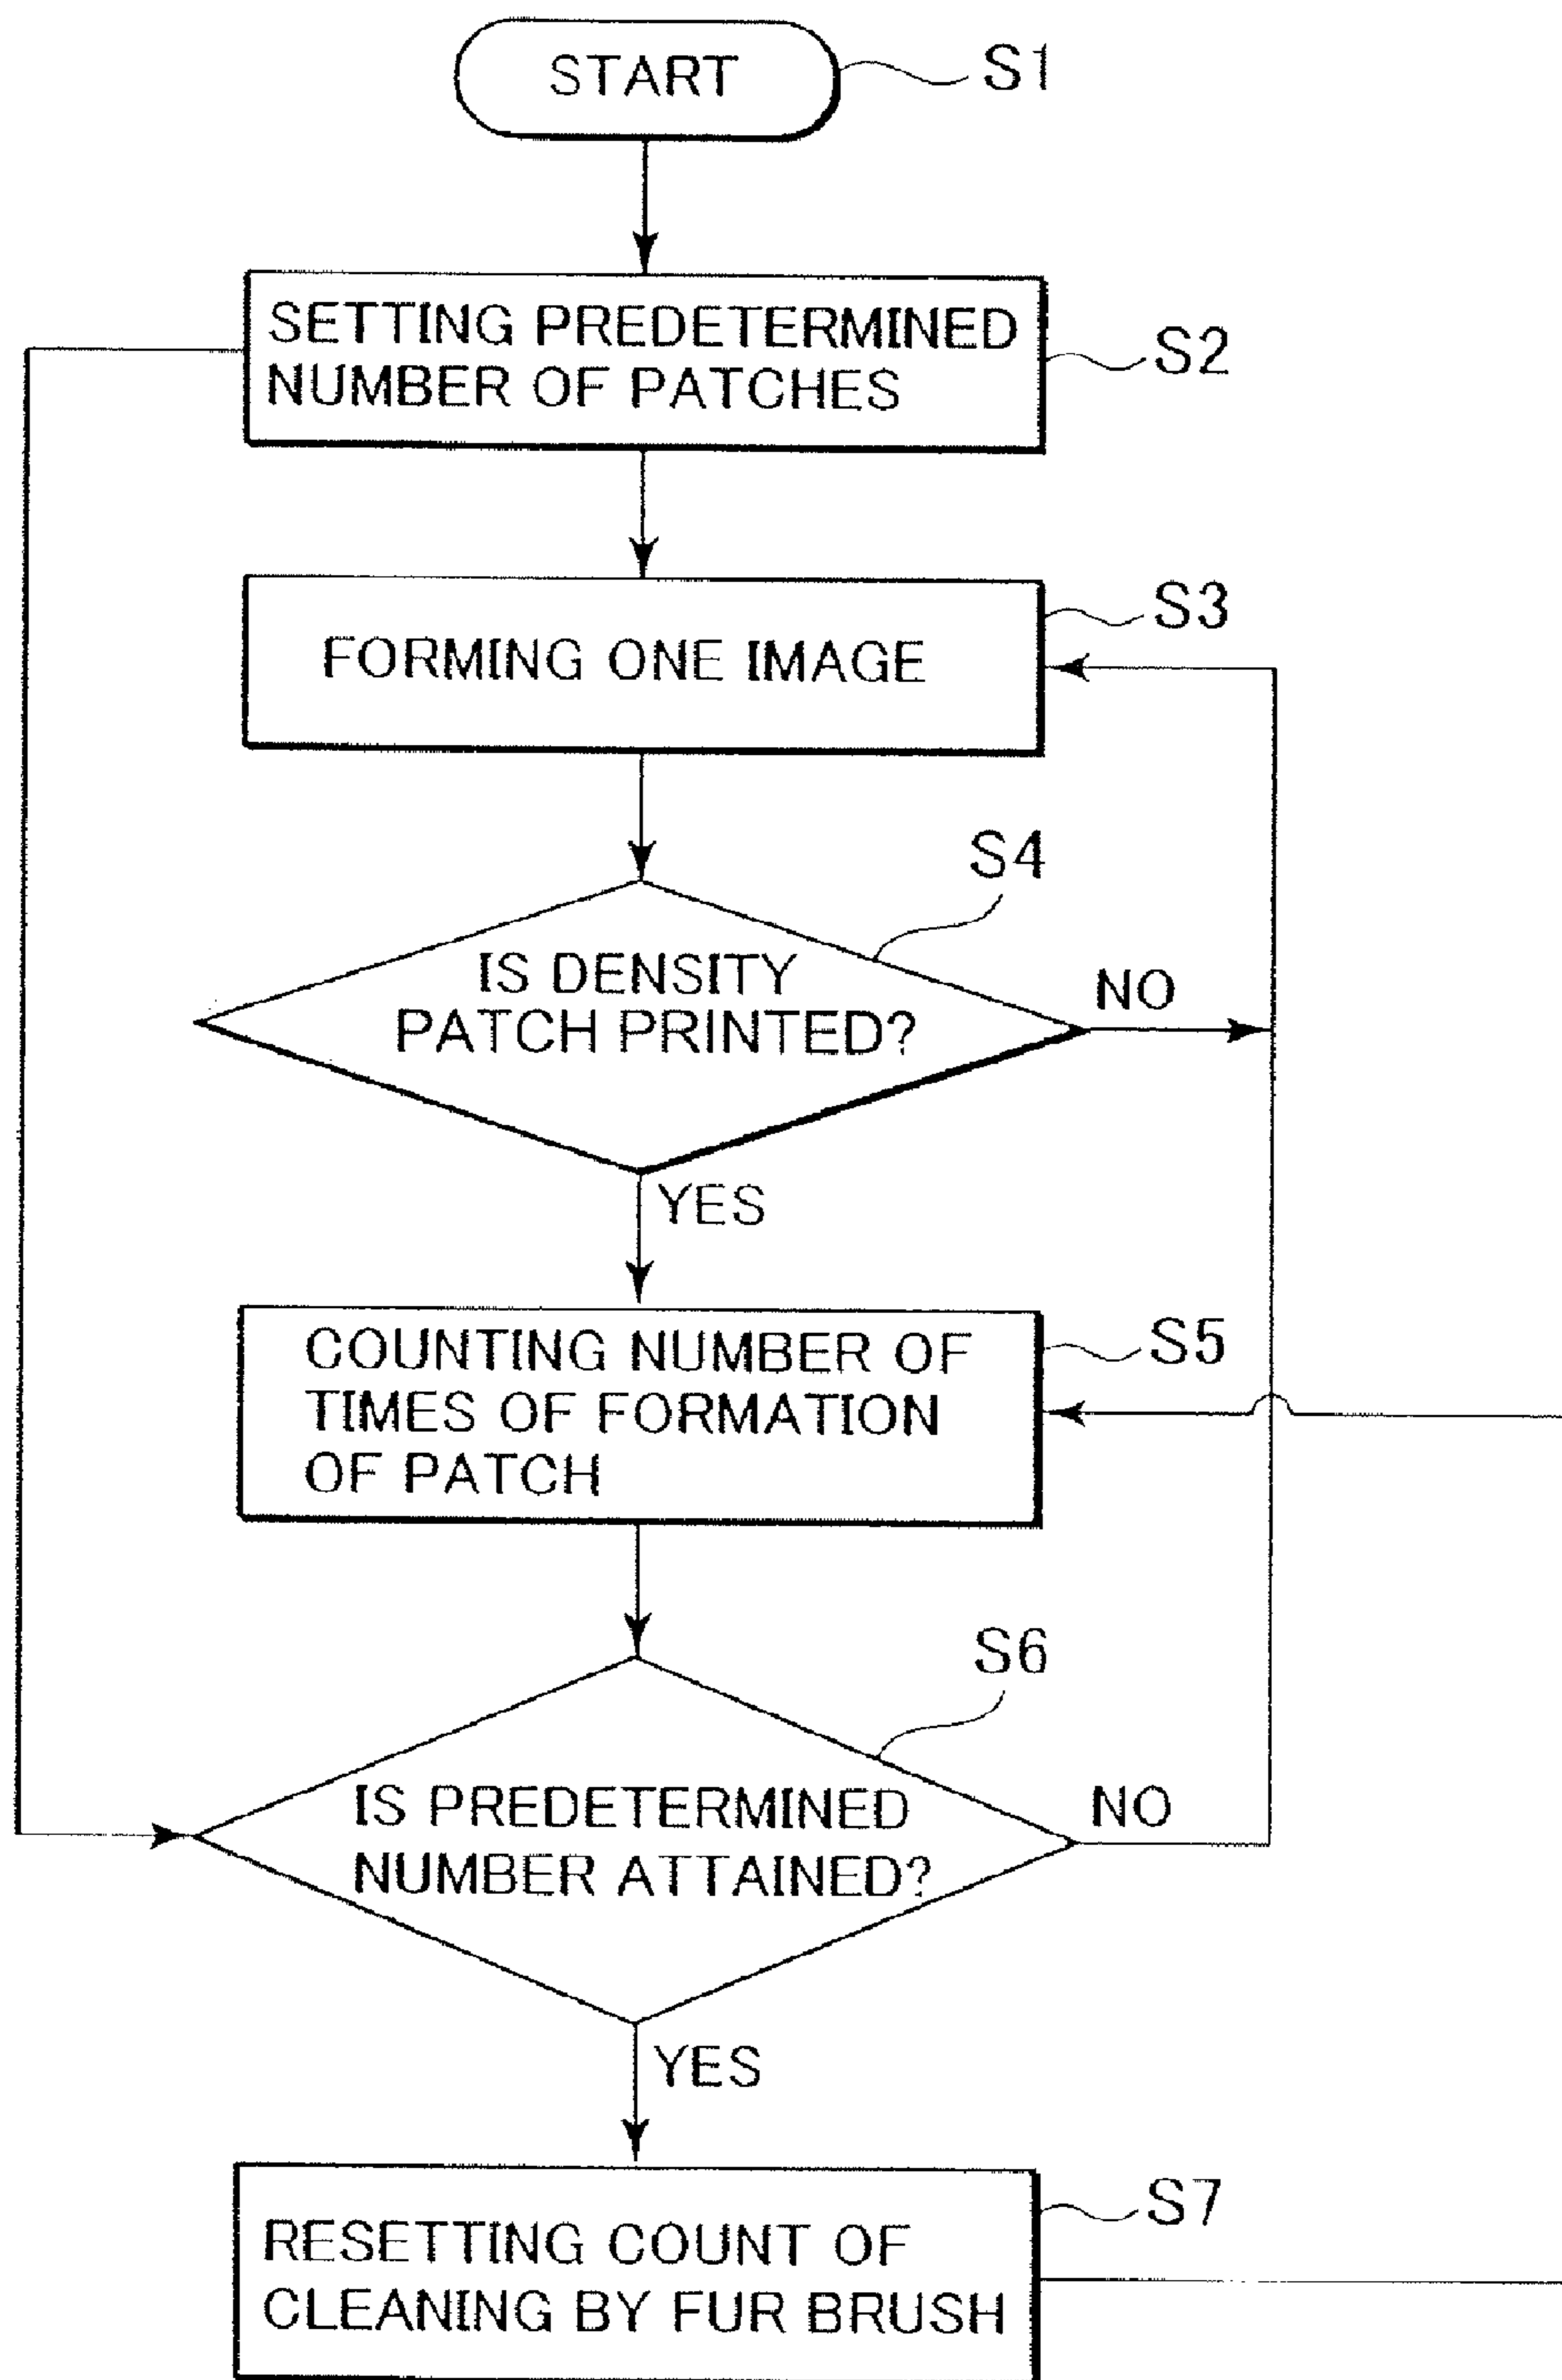 START
S1
SETTING PREDETERMINED
NUMBER OF PATCHES
S2
FORMING ONE IMAGE
S3
S4
IS DENSITY
PATCH PRINTED?
NO
YES
COUNTING NUMBER OF
TIMES OF FORMATION
OF PATCH
S5
S6
IS PREDETERMINED
NUMBER ATTAINED?
NO
YES
RESETTING COUNT OF
CLEANING BY FUR BRUSH
S7